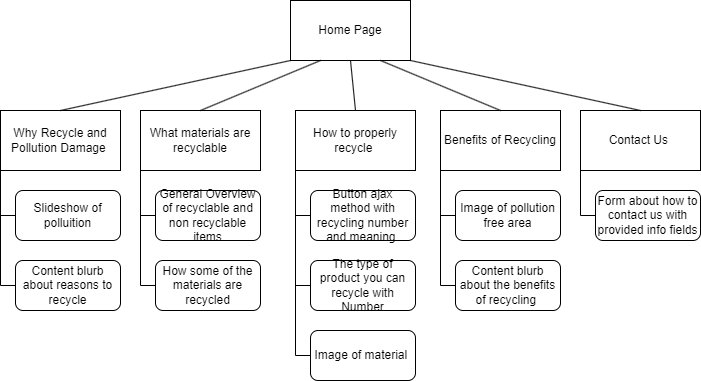 Home Page
Why Recycle and
Pollution Damage
What materials are
recyclable
How to properly
recycle
Benefits of Recycling
Contact Us
Slideshow of
polluition
General Overview
of recyclable and
non recyclable
items
Button ajax
method with
recycling number
and meaning
Image of pollution
free area
Form about how to
contact us with
provided info fields
Content blurb
about reasons to
recycle
How some of the
materials are
recycled
The type of
product you can
recycle with
Number
Content blurb
about the benefits
of recycling
Image of material